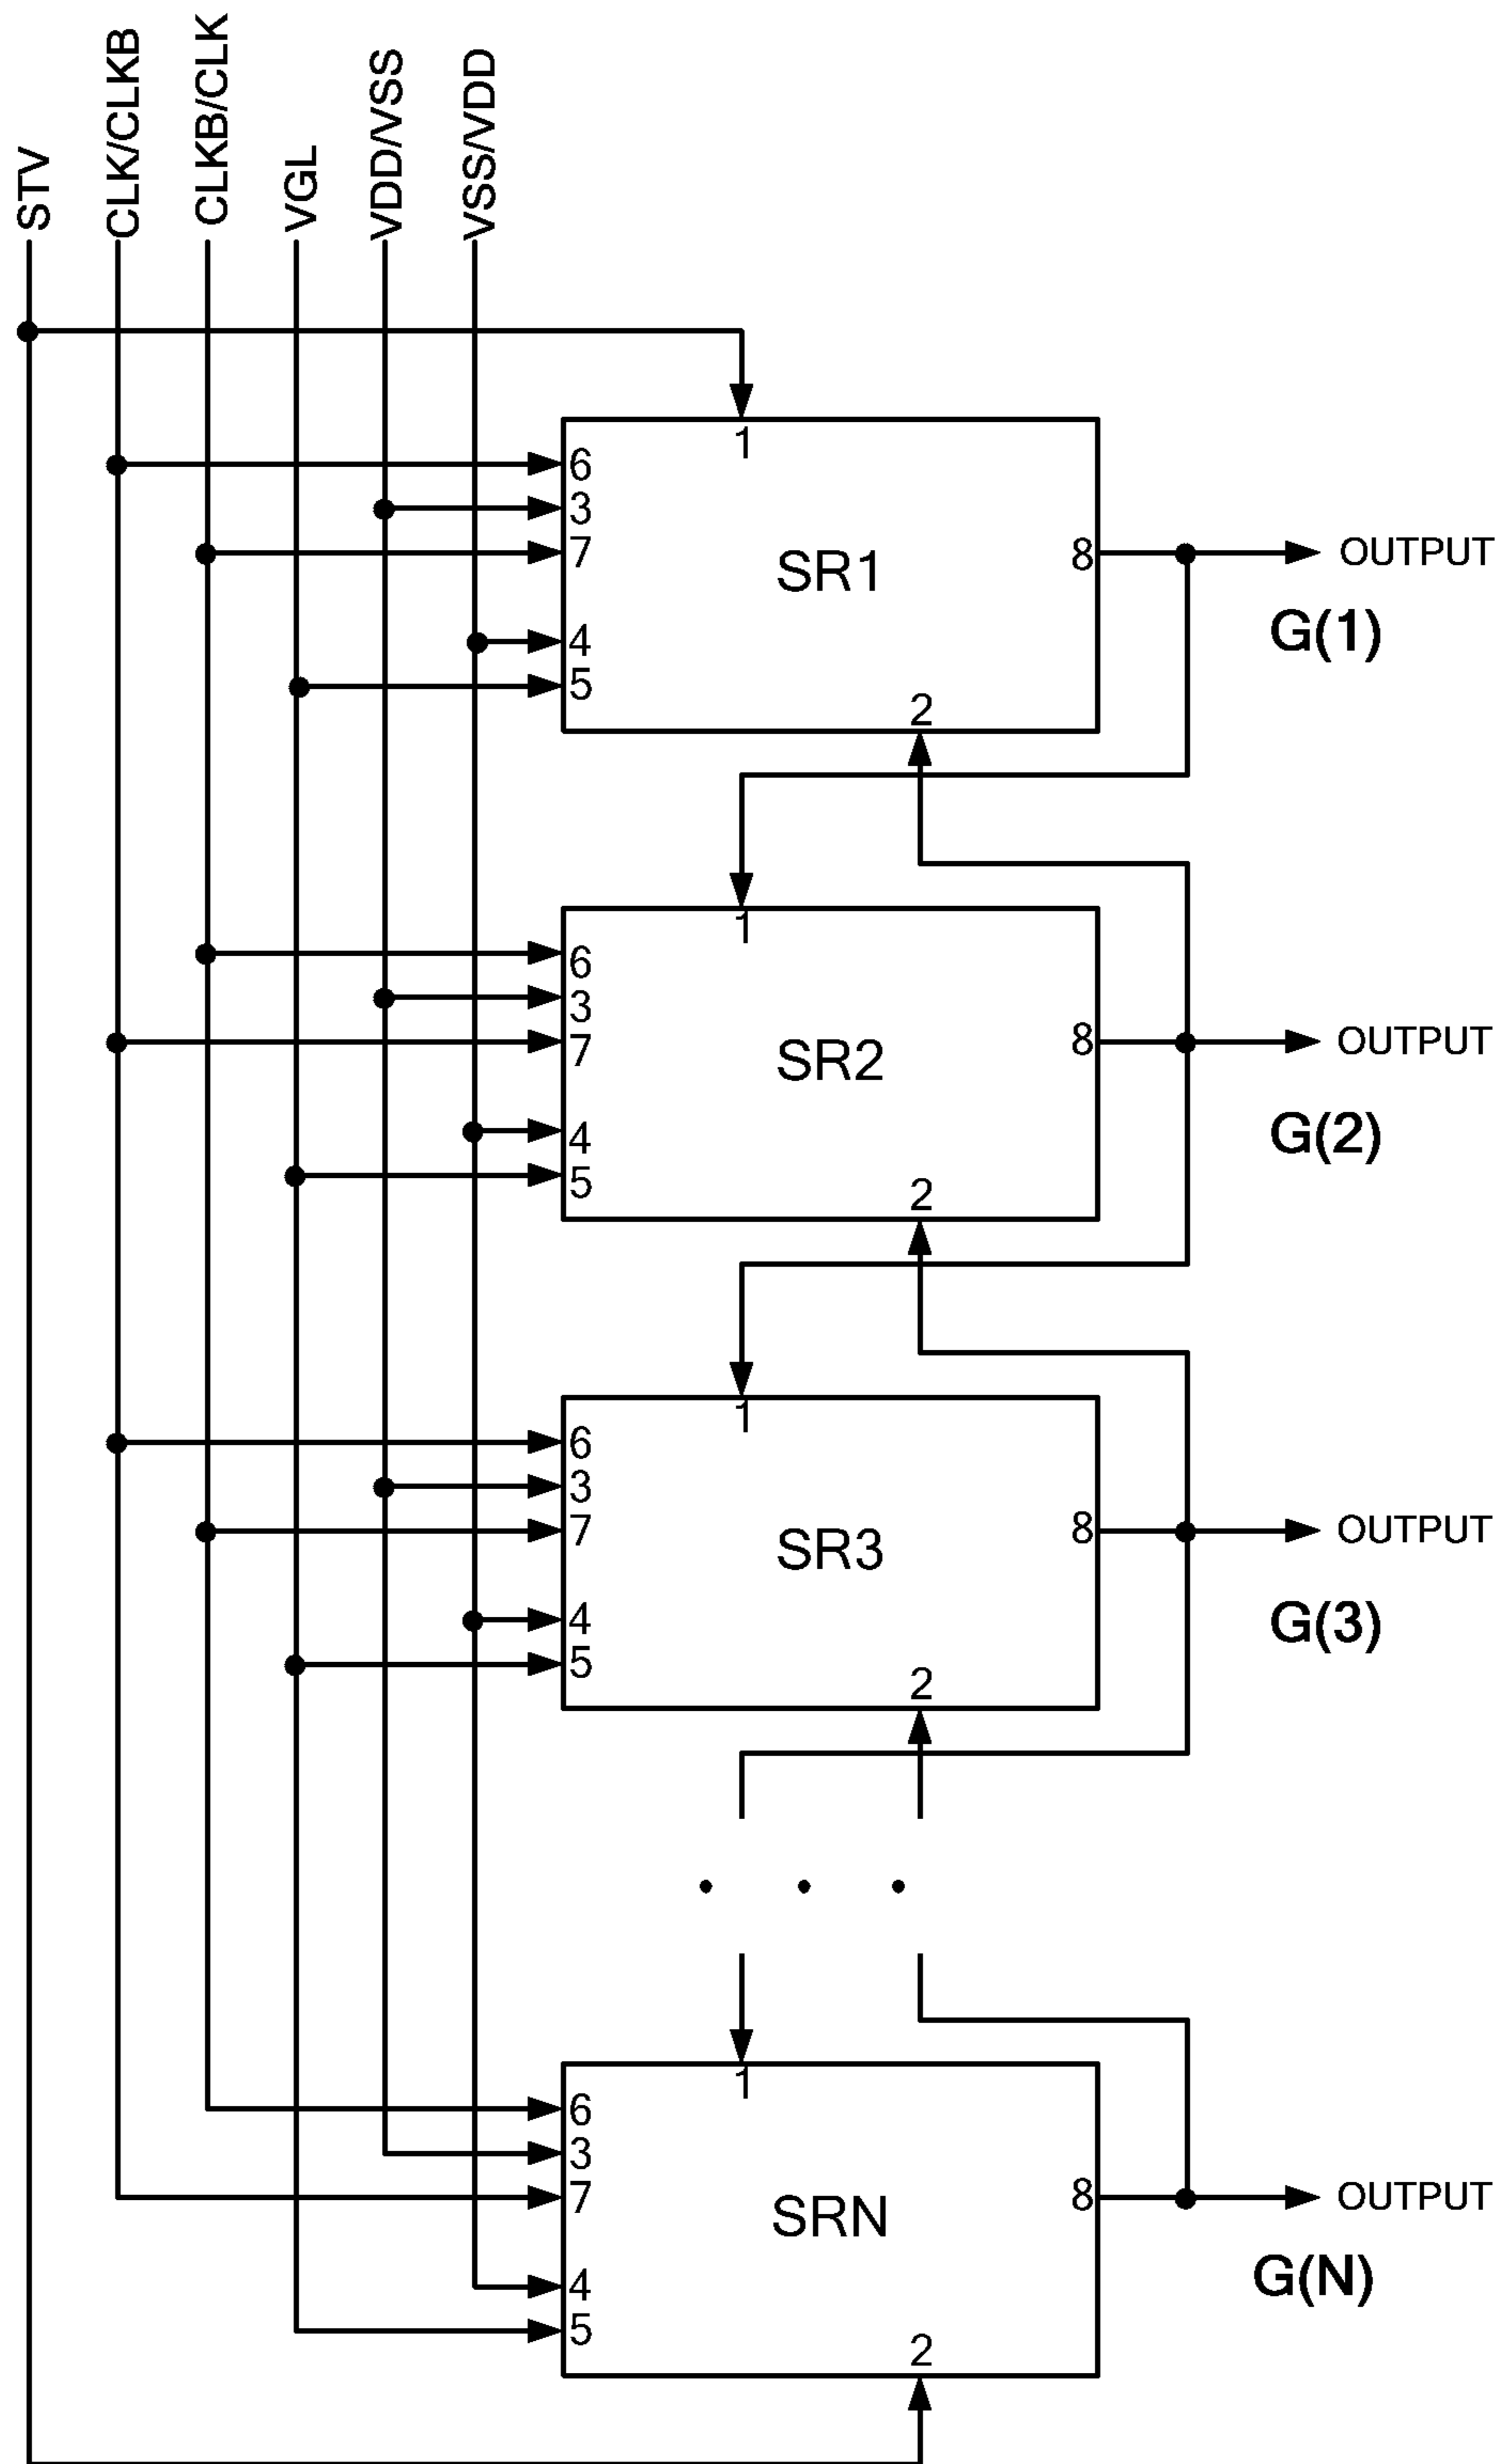 STV
CLK/CLKB
CLKB/CLK
VGL
VDD/VSS
VSS/VDD
1
6
3
7
4
5
SR1
8
2
OUTPUT
G(1)
1
6
3
7
4
5
SR2
8
2
OUTPUT
G(2)
1
6
3
7
4
5
SR3
8
2
OUTPUT
G(3)
1
6
3
7
4
5
SRN
8
2
OUTPUT
G(N)